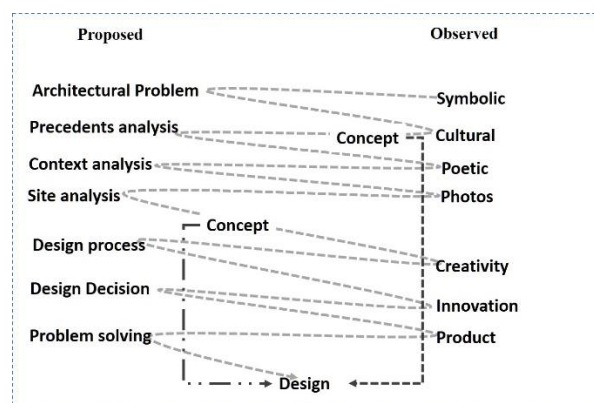 Proposed Observed
Architectural Problem Symbolic
Precedents analysis Concept Cultural
Context analysis Poetic
Site analysis Photos
Concept
Design process Creativity
Design Decision Innovation
Problem solving Product
Design